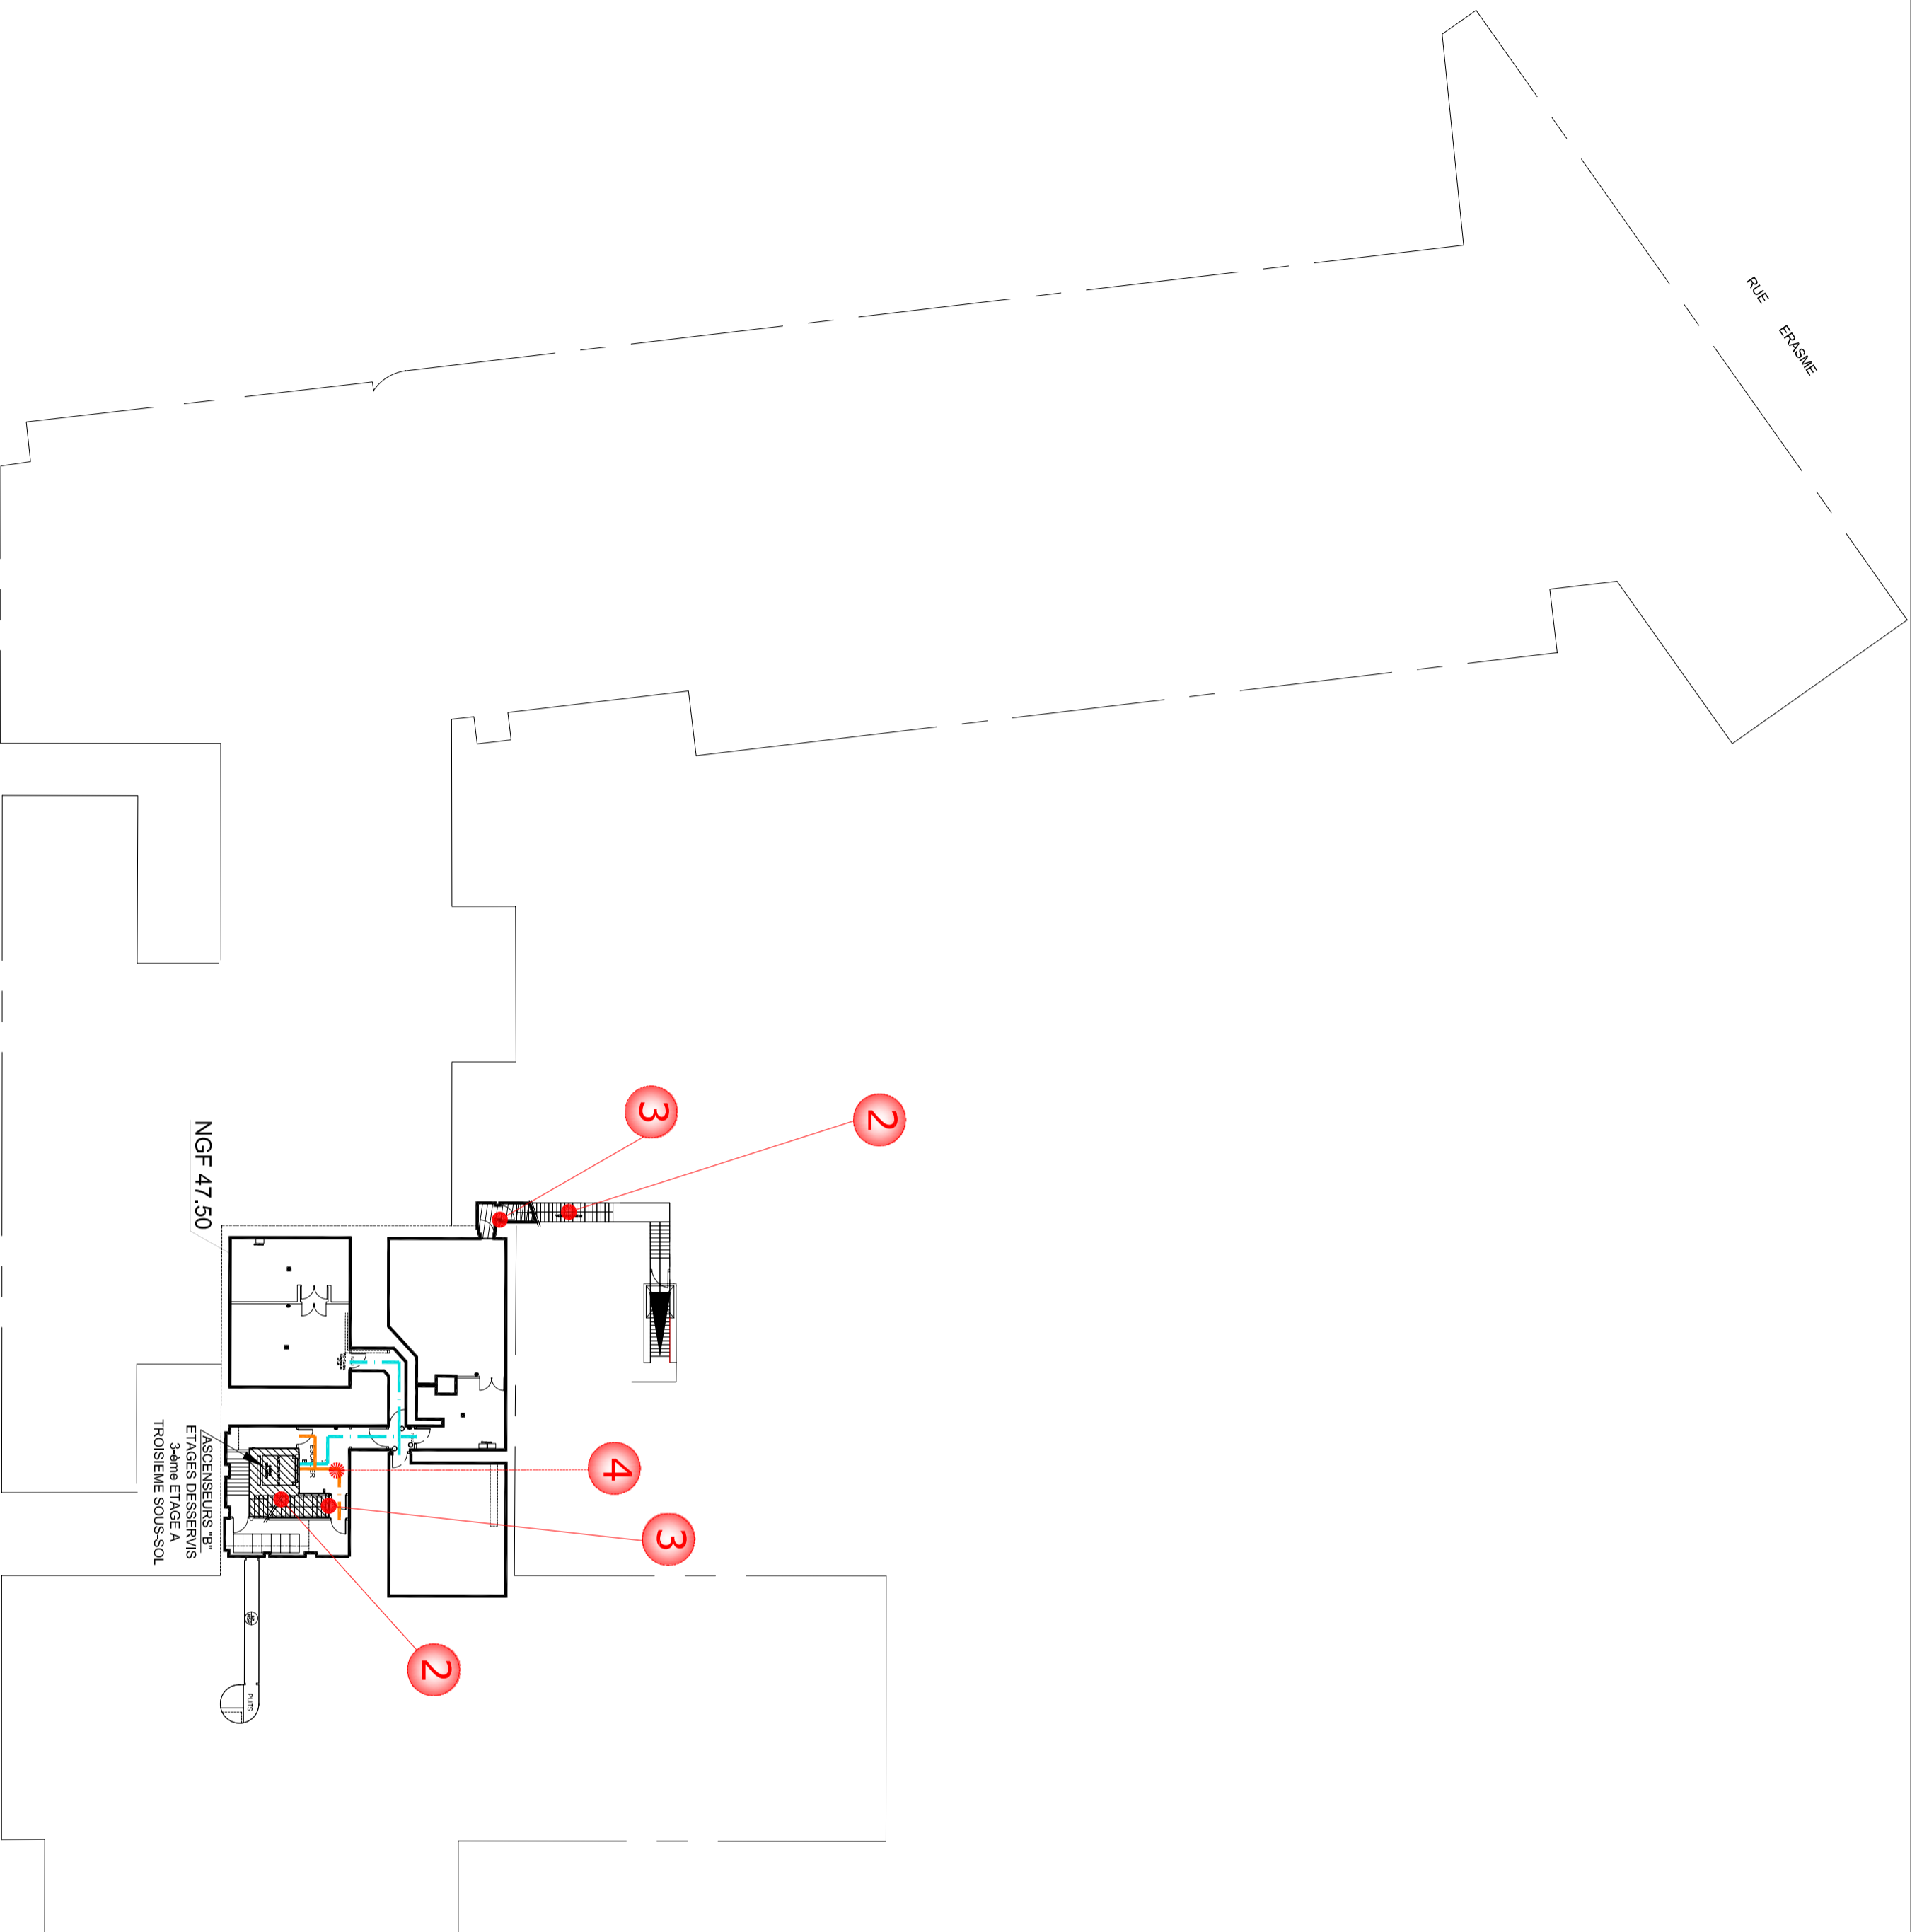 RUE ERASME
2
3
NGF 47.50
4
3
2
ASCENSEURS "B"
ETAGES DESSERVIS
3-ème ETAGE A
TROISIEME SOUS-SOL
PUITS